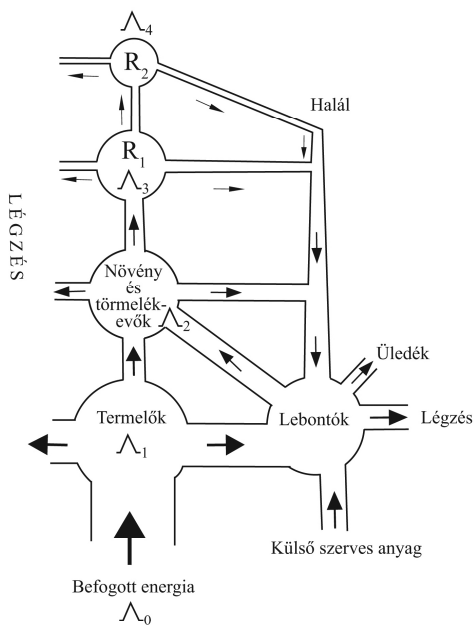 Λ4
R2
Halál
R1
Λ3
LÉGZÉS
Növény
és
törmelék-
evők
Λ2
Üledék
Termelők
Λ1
Lebontók
Légzés
Külső szerves anyag
Befogott energia
Λ0